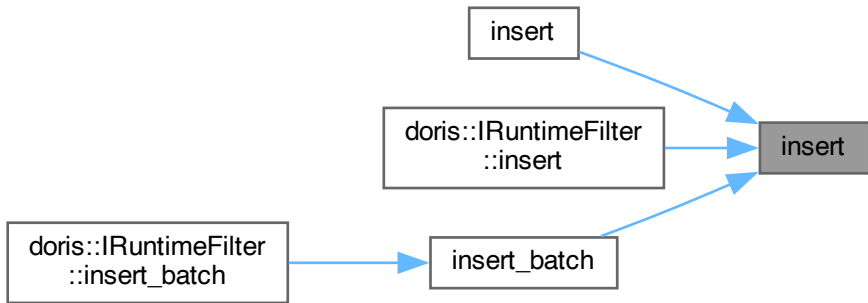 insert
doris::IRuntimeFilter
::insert
insert
doris::IRuntimeFilter
::insert_batch
insert_batch